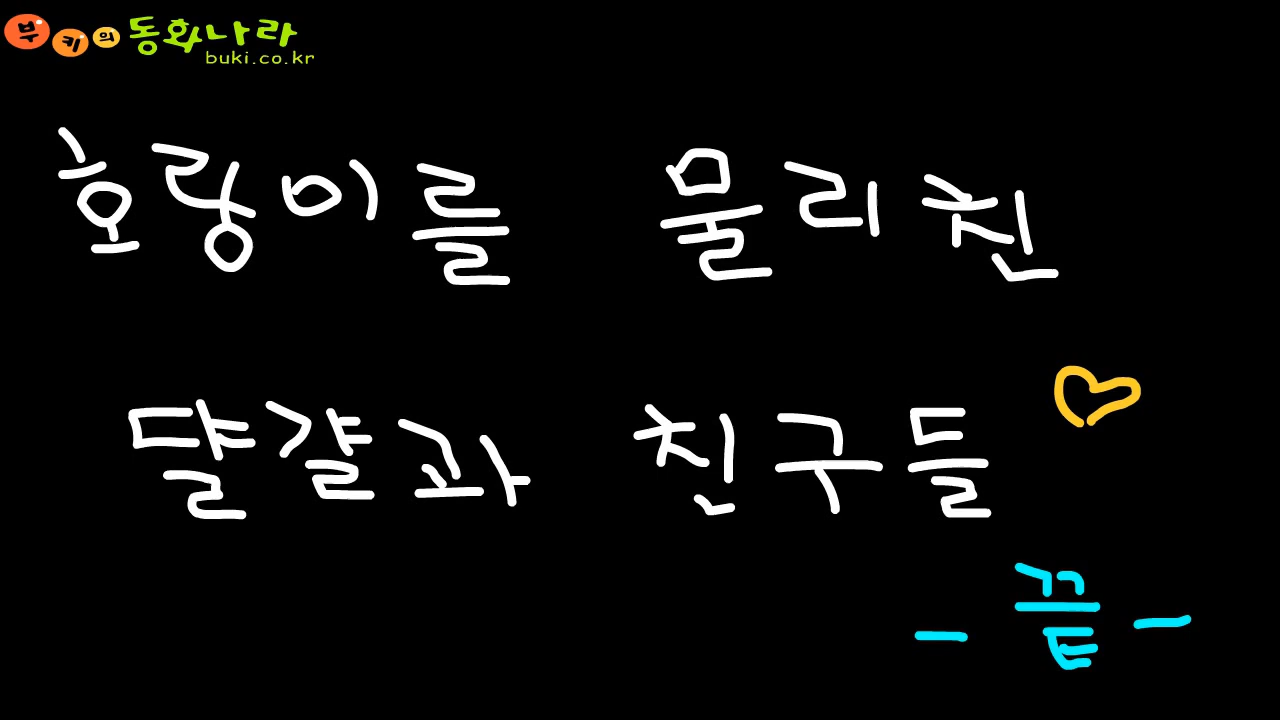 부키의 동화나라
buki.co.kr
호랑이를 물리친
댤걀과 친구들
- 끝 -